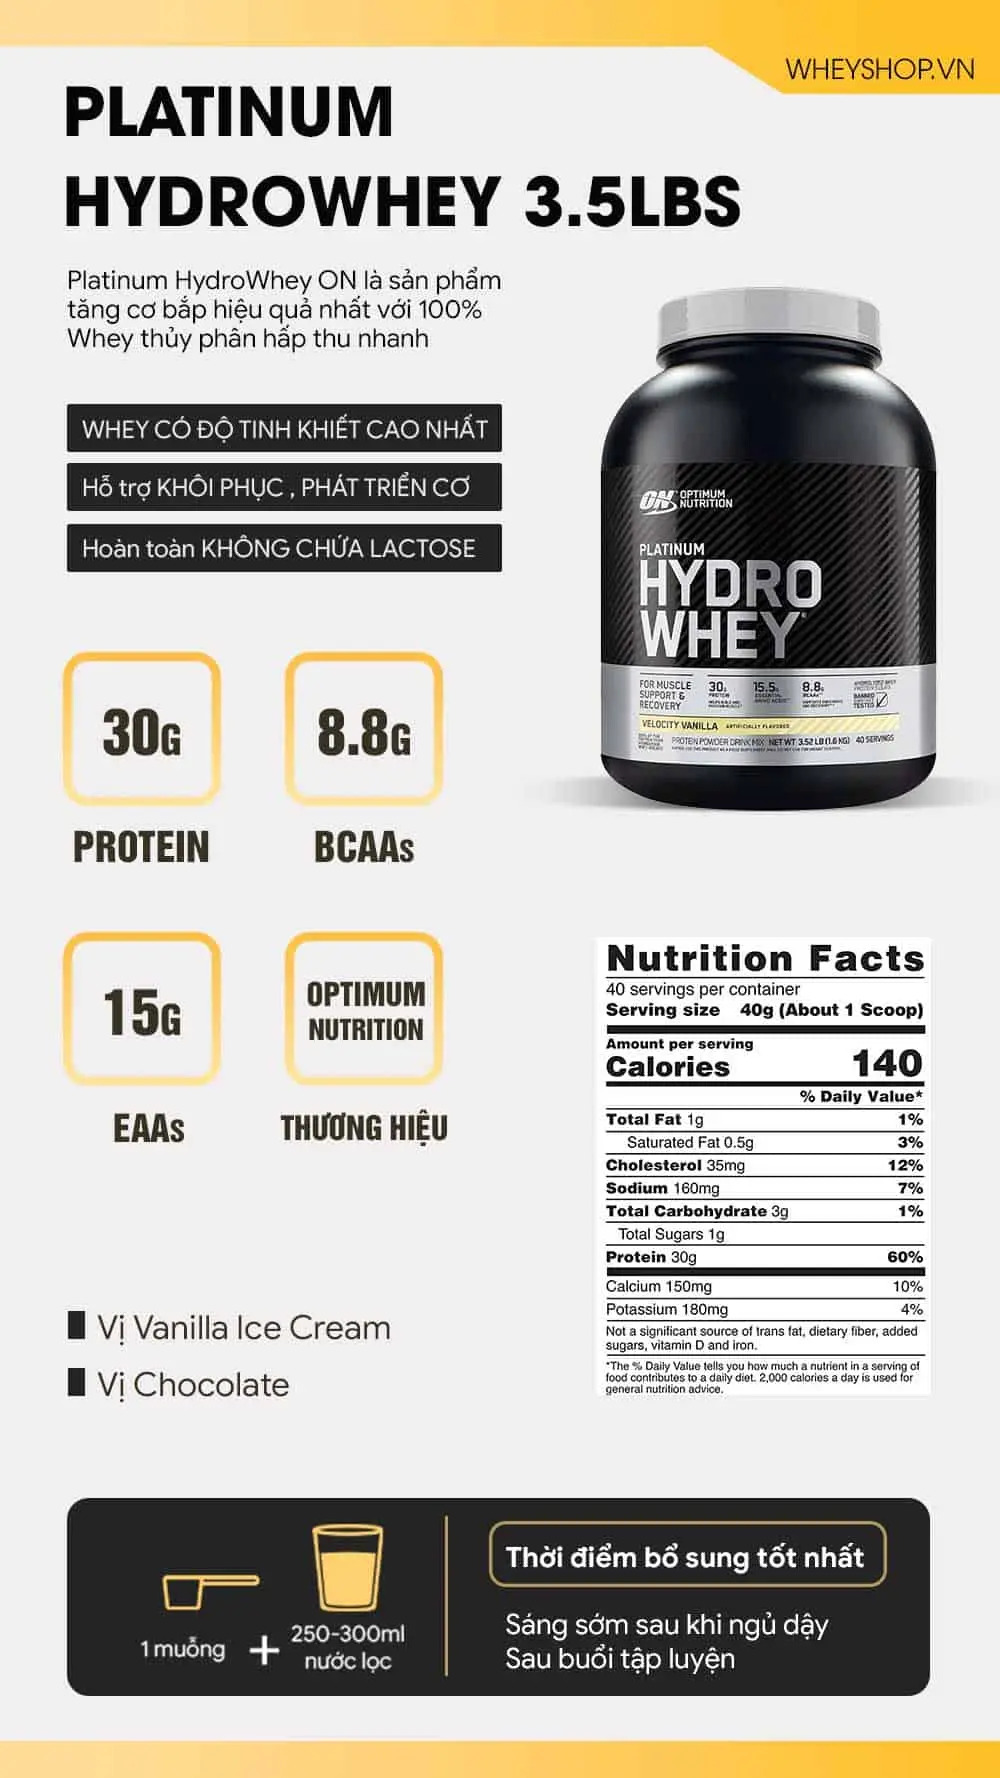 WHEYSHOP.VN
PLATINUM
HYDROWHEY 3.5LBS
Platinum HydroWhey ON là sản phẩm
tăng cơ bắp hiệu quả nhất với 100%
Whey thủy phân hấp thu nhanh
WHEY CÓ ĐỘ TINH KHIẾT CAO NHẤT
Hỗ trợ KHÔI PHỤC , PHÁT TRIỂN CƠ
Hoàn toàn KHÔNG CHỨA LACTOSE
ON OPTIMUM
NUTRITION
PLATINUM
HYDRO
WHEY
FOR MUSCLE
SUPPORT &
RECOVERY
30G
PROTEIN
15.5G
ESSENTIAL
AMINO ACIDS
8.8G
BCAAs
BANNED
SUBSTANCE
TESTED
VELOCITY VANILLA ARTIFICIALLY FLAVORED
PROTEIN POWDER DRINK MIX NET WT 3.52 LB (1.6 KG) 40 SERVINGS
30G
PROTEIN
8.8G
BCAAs
15G
EAAs
OPTIMUM
NUTRITION
THƯƠNG HIỆU
Nutrition Facts
40 servings per container
Serving size 40g (About 1 Scoop)
Amount per serving
Calories 140
% Daily Value*
Total Fat 1g 1%
Saturated Fat 0.5g 3%
Cholesterol 35mg 12%
Sodium 160mg 7%
Total Carbohydrate 3g 1%
Total Sugars 1g
Protein 30g 60%
Calcium 150mg 10%
Potassium 180mg 4%
Not a significant source of trans fat, dietary fiber, added
sugars, vitamin D and iron.
*The % Daily Value tells you how much a nutrient in a serving of
food contributes to a daily diet. 2,000 calories a day is used for
general nutrition advice.
Vị Vanilla Ice Cream
Vị Chocolate
1 muỗng + 250-300ml
nước lọc
Thời điểm bổ sung tốt nhất
Sáng sớm sau khi ngủ dậy
Sau buổi tập luyện